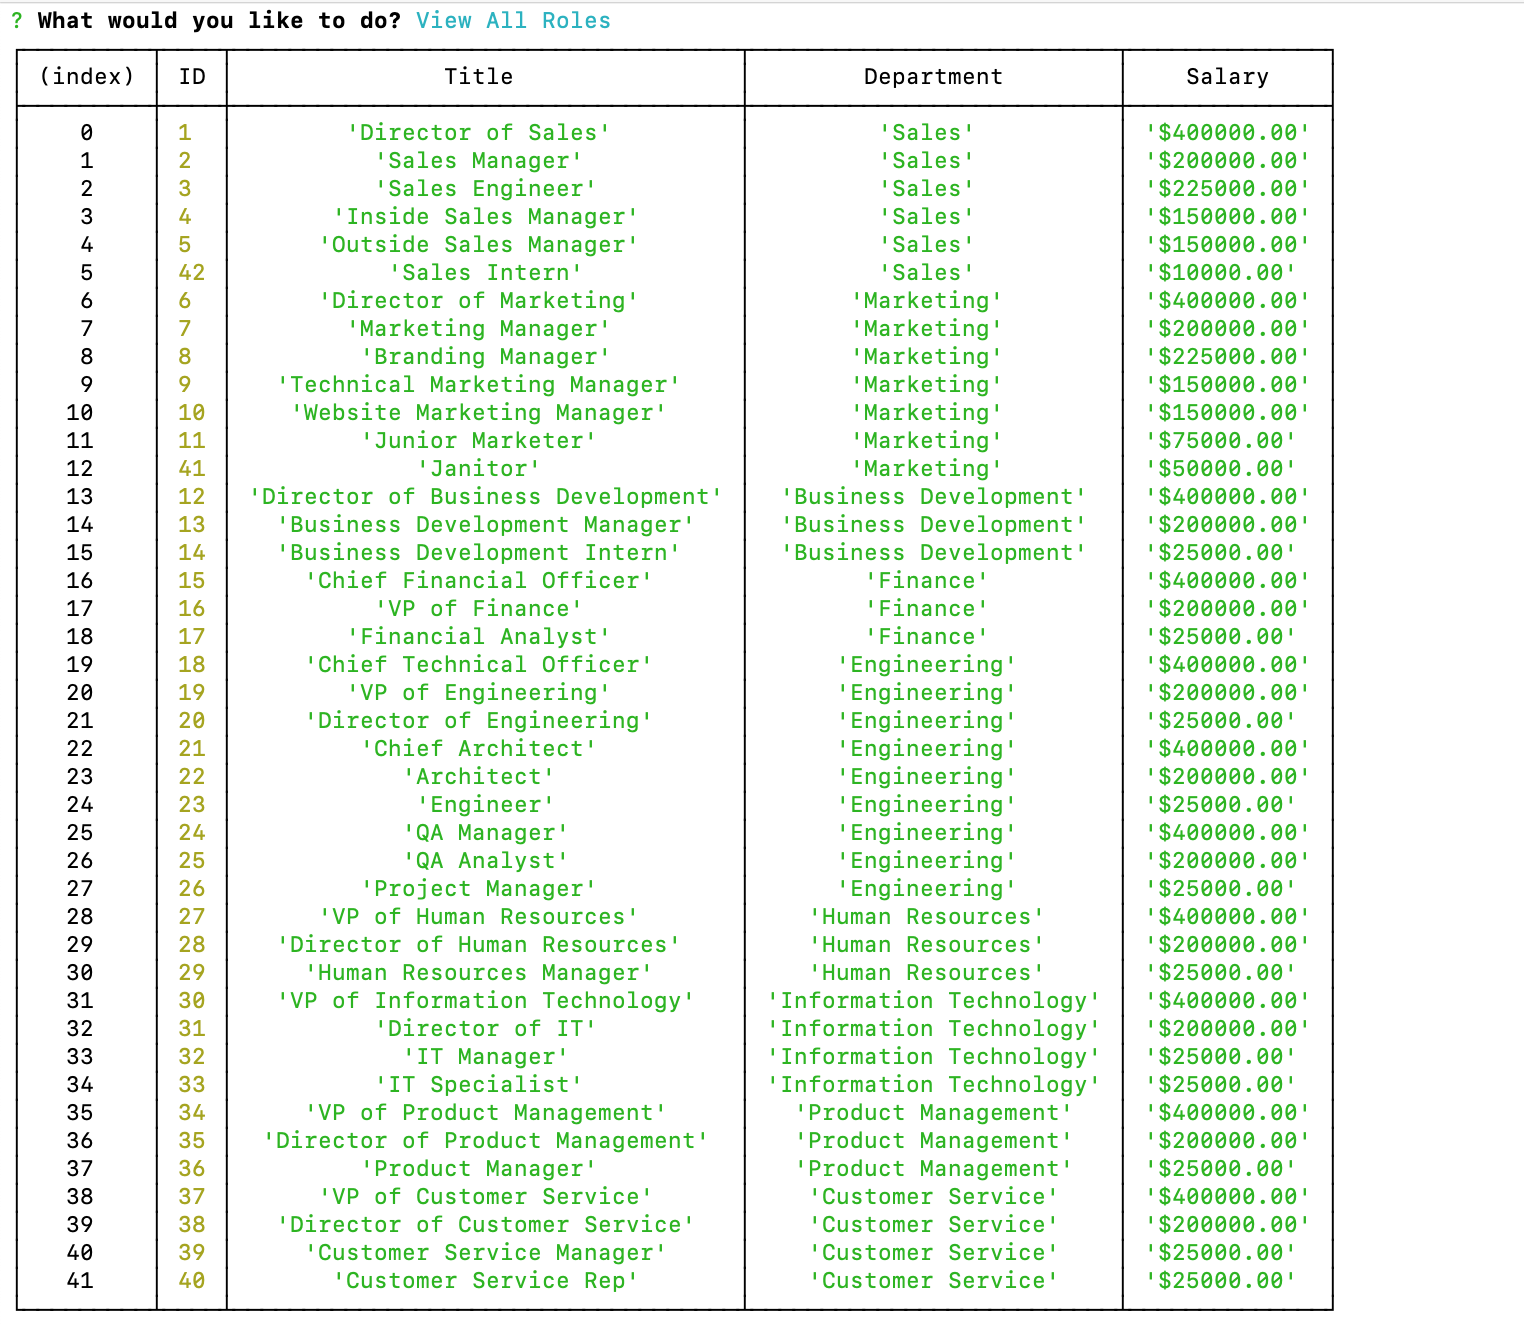 ? What would you like to do? View All Roles
(index) ID Title Department Salary
0 1 'Director of Sales' 'Sales' '$400000.00'
1 2 'Sales Manager' 'Sales' '$200000.00'
2 3 'Sales Engineer' 'Sales' '$225000.00'
3 4 'Inside Sales Manager' 'Sales' '$150000.00'
4 5 'Outside Sales Manager' 'Sales' '$150000.00'
5 42 'Sales Intern' 'Sales' '$10000.00'
6 6 'Director of Marketing' 'Marketing' '$400000.00'
7 7 'Marketing Manager' 'Marketing' '$200000.00'
8 8 'Branding Manager' 'Marketing' '$225000.00'
9 9 'Technical Marketing Manager' 'Marketing' '$150000.00'
10 10 'Website Marketing Manager' 'Marketing' '$150000.00'
11 11 'Junior Marketer' 'Marketing' '$75000.00'
12 41 'Janitor' 'Marketing' '$50000.00'
13 12 'Director of Business Development' 'Business Development' '$400000.00'
14 13 'Business Development Manager' 'Business Development' '$200000.00'
15 14 'Business Development Intern' 'Business Development' '$25000.00'
16 15 'Chief Financial Officer' 'Finance' '$400000.00'
17 16 'VP of Finance' 'Finance' '$200000.00'
18 17 'Financial Analyst' 'Finance' '$25000.00'
19 18 'Chief Technical Officer' 'Engineering' '$400000.00'
20 19 'VP of Engineering' 'Engineering' '$200000.00'
21 20 'Director of Engineering' 'Engineering' '$25000.00'
22 21 'Chief Architect' 'Engineering' '$400000.00'
23 22 'Architect' 'Engineering' '$200000.00'
24 23 'Engineer' 'Engineering' '$25000.00'
25 24 'QA Manager' 'Engineering' '$400000.00'
26 25 'QA Analyst' 'Engineering' '$200000.00'
27 26 'Project Manager' 'Engineering' '$25000.00'
28 27 'VP of Human Resources' 'Human Resources' '$400000.00'
29 28 'Director of Human Resources' 'Human Resources' '$200000.00'
30 29 'Human Resources Manager' 'Human Resources' '$25000.00'
31 30 'VP of Information Technology' 'Information Technology' '$400000.00'
32 31 'Director of IT' 'Information Technology' '$200000.00'
33 32 'IT Manager' 'Information Technology' '$25000.00'
34 33 'IT Specialist' 'Information Technology' '$25000.00'
35 34 'VP of Product Management' 'Product Management' '$400000.00'
36 35 'Director of Product Management' 'Product Management' '$200000.00'
37 36 'Product Manager' 'Product Management' '$25000.00'
38 37 'VP of Customer Service' 'Customer Service' '$400000.00'
39 38 'Director of Customer Service' 'Customer Service' '$200000.00'
40 39 'Customer Service Manager' 'Customer Service' '$25000.00'
41 40 'Customer Service Rep' 'Customer Service' '$25000.00'